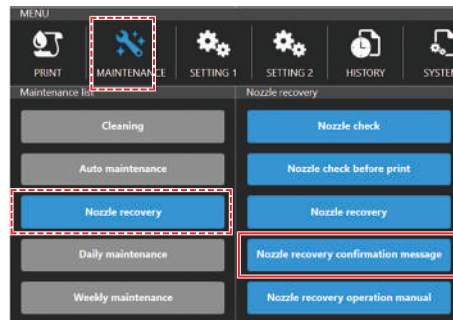 MENU
PRINT
MAINTENANCE
SETTING 1
SETTING 2
HISTORY
Maintenance list
Nozzle recovery
Cleaning
Nozzle check
Auto maintenance
Nozzle check before print
Nozzle recovery
Nozzle recovery
Daily maintenance
Nozzle recovery confirmation message
Weekly maintenance
Nozzle recovery operation manual